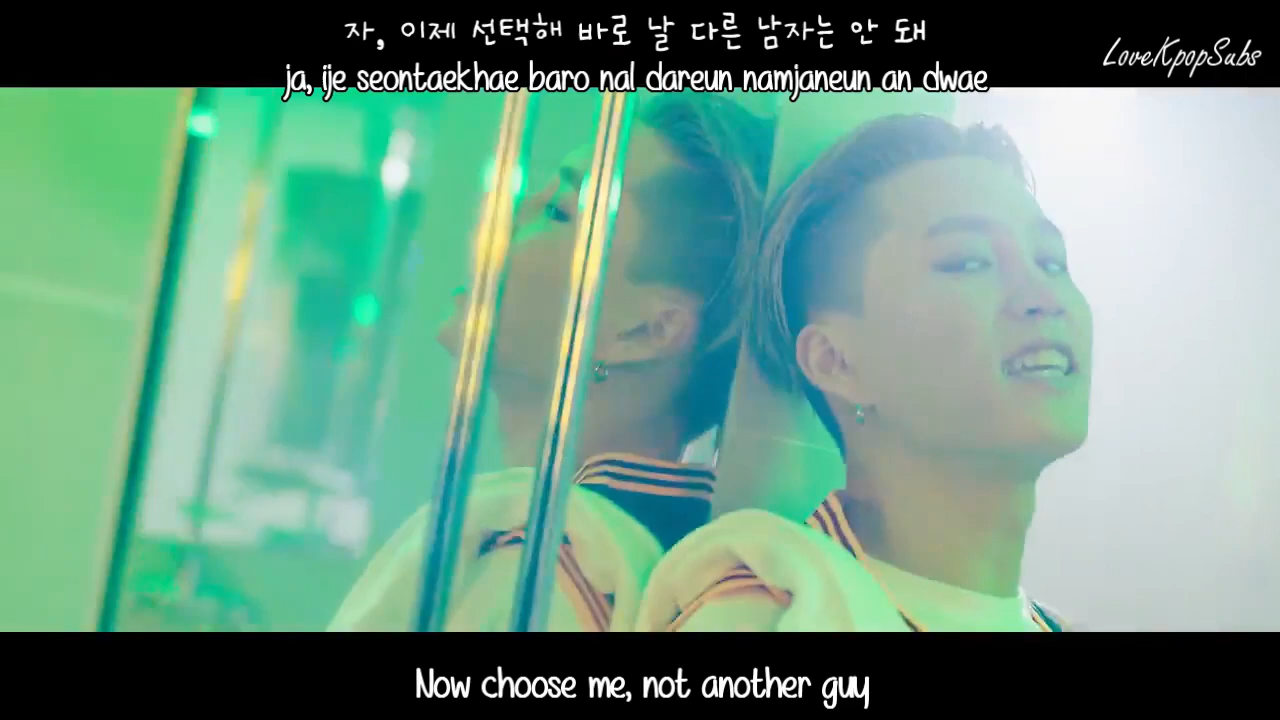 자, 이제 선택해 바로 날 다른 남자는 안 돼
LoveKpopSubs
ja, ije seontaekhae baro nal dareun namjaneun an dwae
Now choose me, not another guy